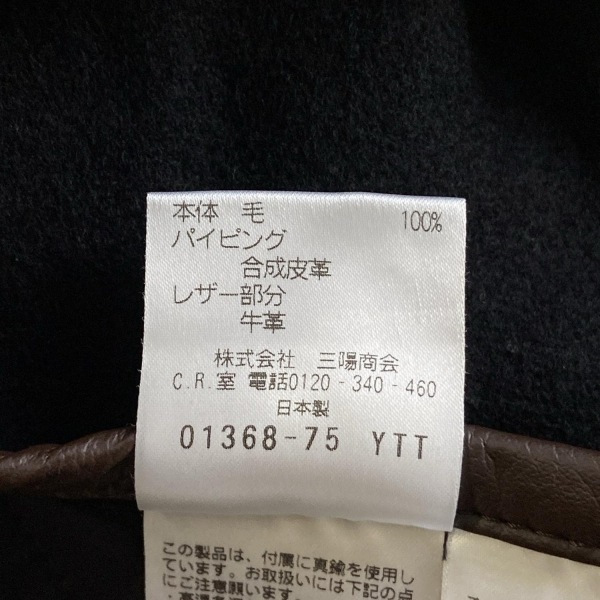 本体 毛 100%
パイピング
合成皮革
レザー部分
牛革
株式会社 三陽商会
C.R.室 電話0120-340-460
日本製
01368-75 YTT
この製品は、付属に真鍮を使用し
ています。お取扱いには下記の点
にご注意願います。